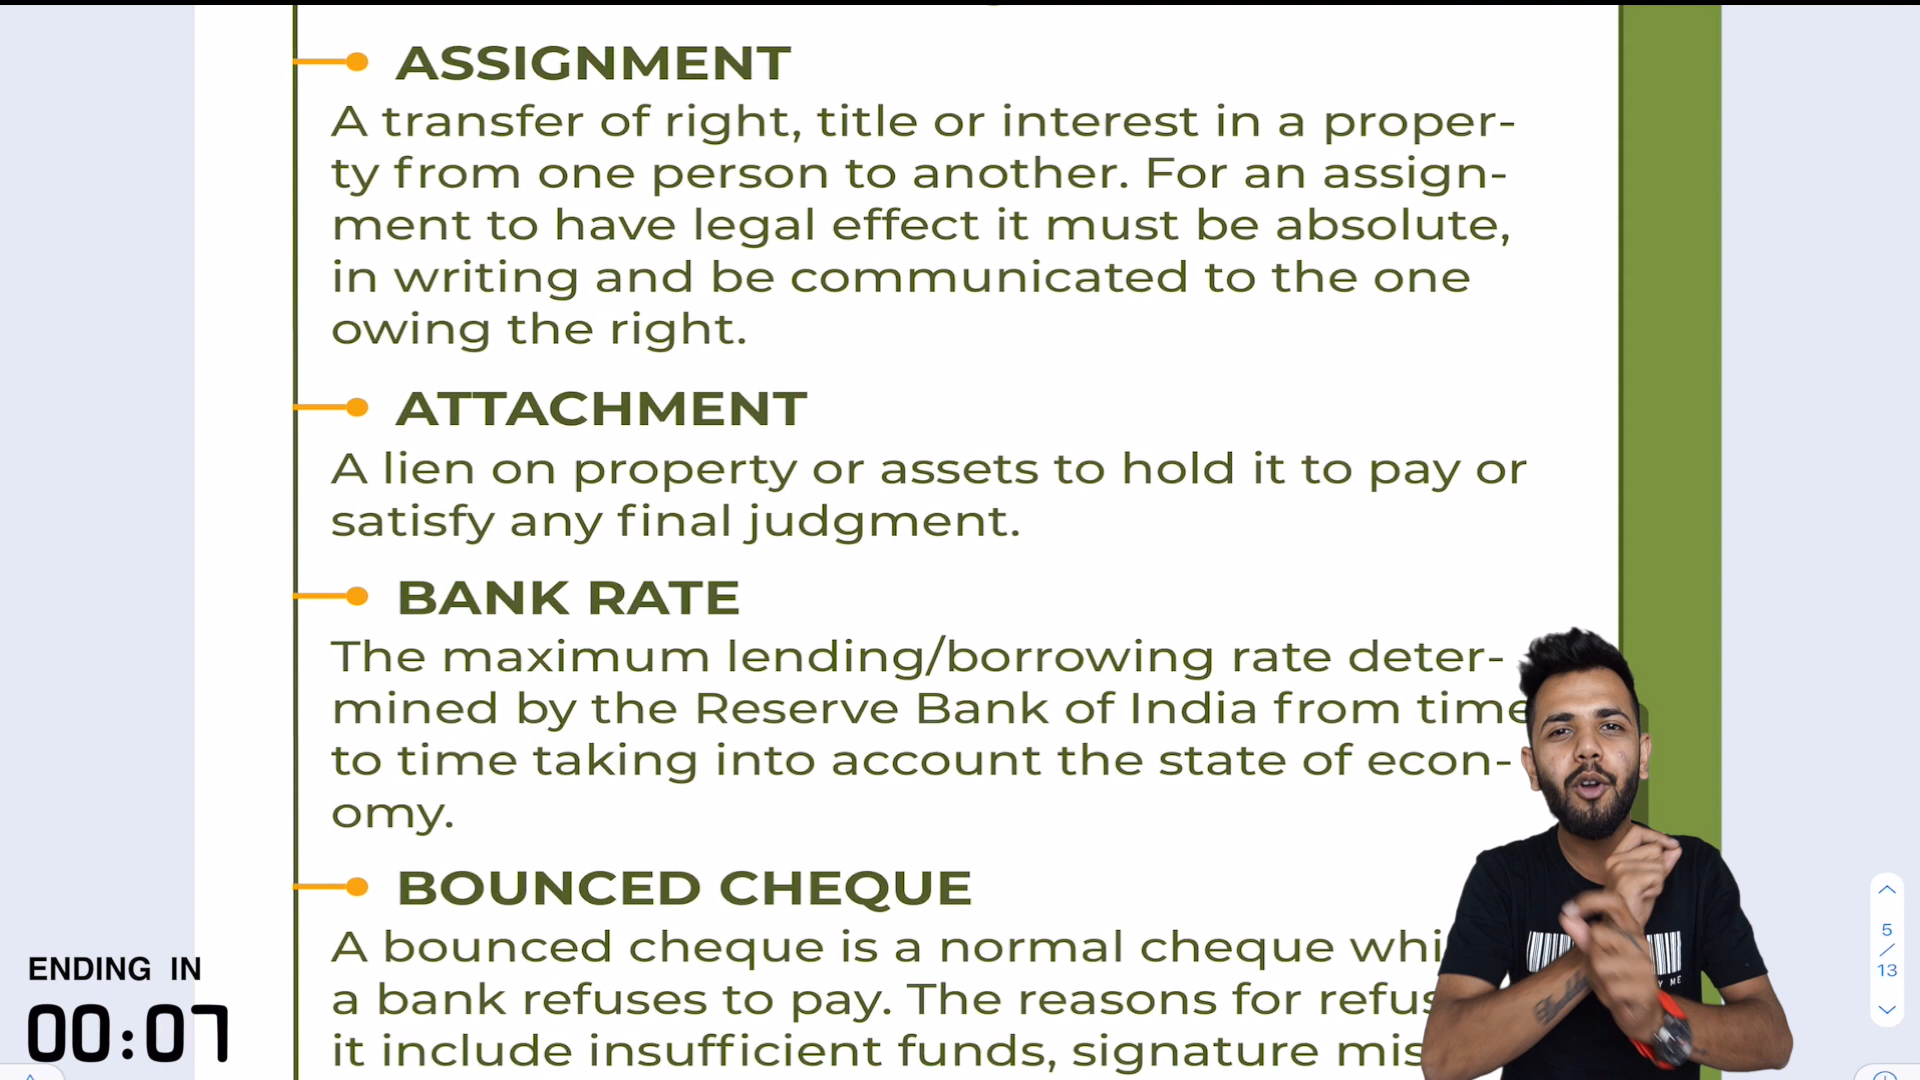 ASSIGNMENT
A transfer of right, title or interest in a proper-
ty from one person to another. For an assign-
ment to have legal effect it must be absolute,
in writing and be communicated to the one
owing the right.
ATTACHMENT
A lien on property or assets to hold it to pay or
satisfy any final judgment.
BANK RATE
The maximum lending/borrowing rate deter-
mined by the Reserve Bank of India from time
to time taking into account the state of econ-
omy.
BOUNCED CHEQUE
A bounced cheque is a normal cheque
a bank refuses to pay. The reasons for
it include insufficient funds, signature
ENDING IN
00:07
5
/
13
ME